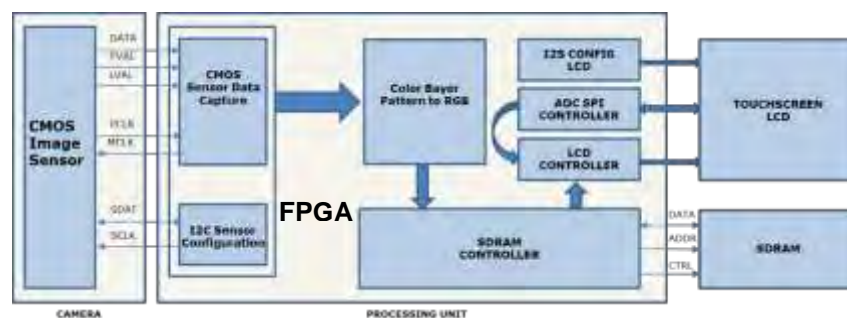 DATA
FVAL
LVAL
PCLK
MCLK
SDAT
SCLK
CMOS
Image
Sensor
CMOS
Sensor Data
Capture
I2C Sensor
Configuration
FPGA
Color Bayer
Pattern to RGB
I2S CONFIG
LCD
ADC SPI
CONTROLLER
LCD
CONTROLLER
SDRAM
CONTROLLER
TOUCHSCREEN
LCD
DATA
ADDR
CTRL
SDRAM
CAMERA
PROCESSING UNIT